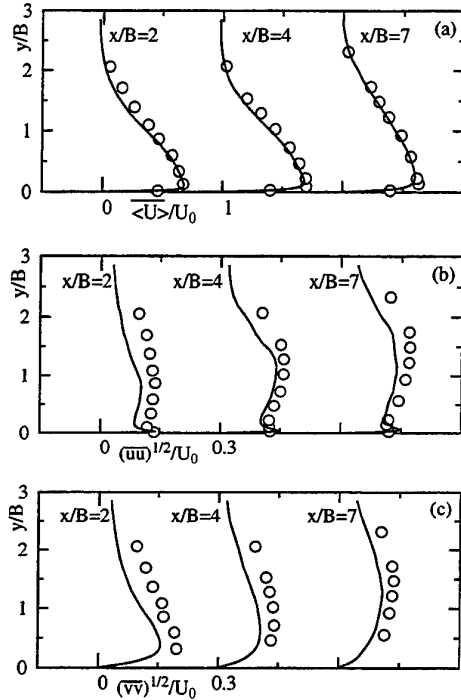 3
y/B
x/B=2
x/B=4
x/B=7
(a)
2
1
0
0
<U>/U0
1
3
y/B
x/B=2
x/B=4
x/B=7
(b)
2
1
0
0
(uu)1/2/U0
0.3
3
y/B
x/B=2
x/B=4
x/B=7
(c)
2
1
0
0
(vv)1/2/U0
0.3